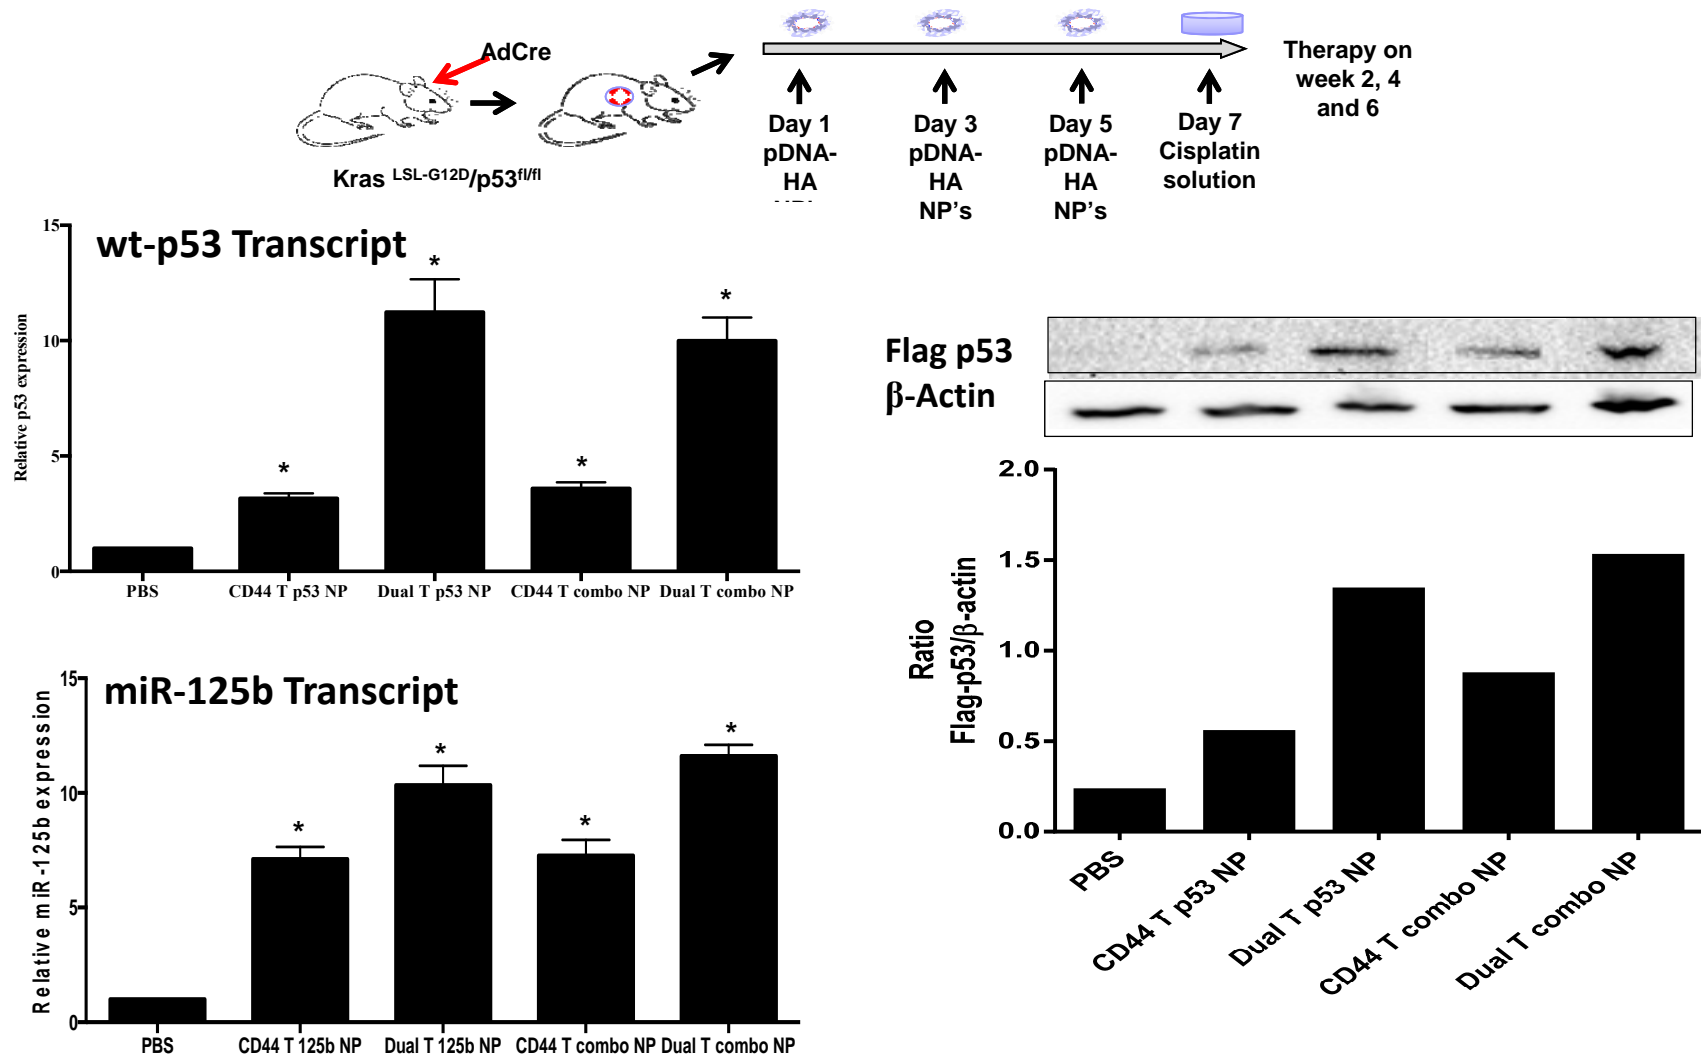 AdCre
Kras LSL-G12D/p53fl/fl
Day 1
pDNA-
HA
Day 3
pDNA-
HA
NP's
Day 5
pDNA-
HA
NP's
Day 7
Cisplatin
solution
Therapy on
week 2, 4
and 6
wt-p53 Transcript
Relative p53 expression
15
10
5
0
*
*
*
*
PBS
CD44 T p53 NP
Dual T p53 NP
CD44 T combo NP
Dual T combo NP
miR-125b Transcript
Relative miR-125b expression
15
10
5
0
*
*
*
*
PBS
CD44 T 125b NP
Dual T 125b NP
CD44 T combo NP
Dual T combo NP
Flag p53
β-Actin
Ratio
Flag-p53/β-actin
2.0
1.5
1.0
0.5
0.0
PBS
CD44 T p53 NP
Dual T p53 NP
CD44 T combo NP
Dual T combo NP